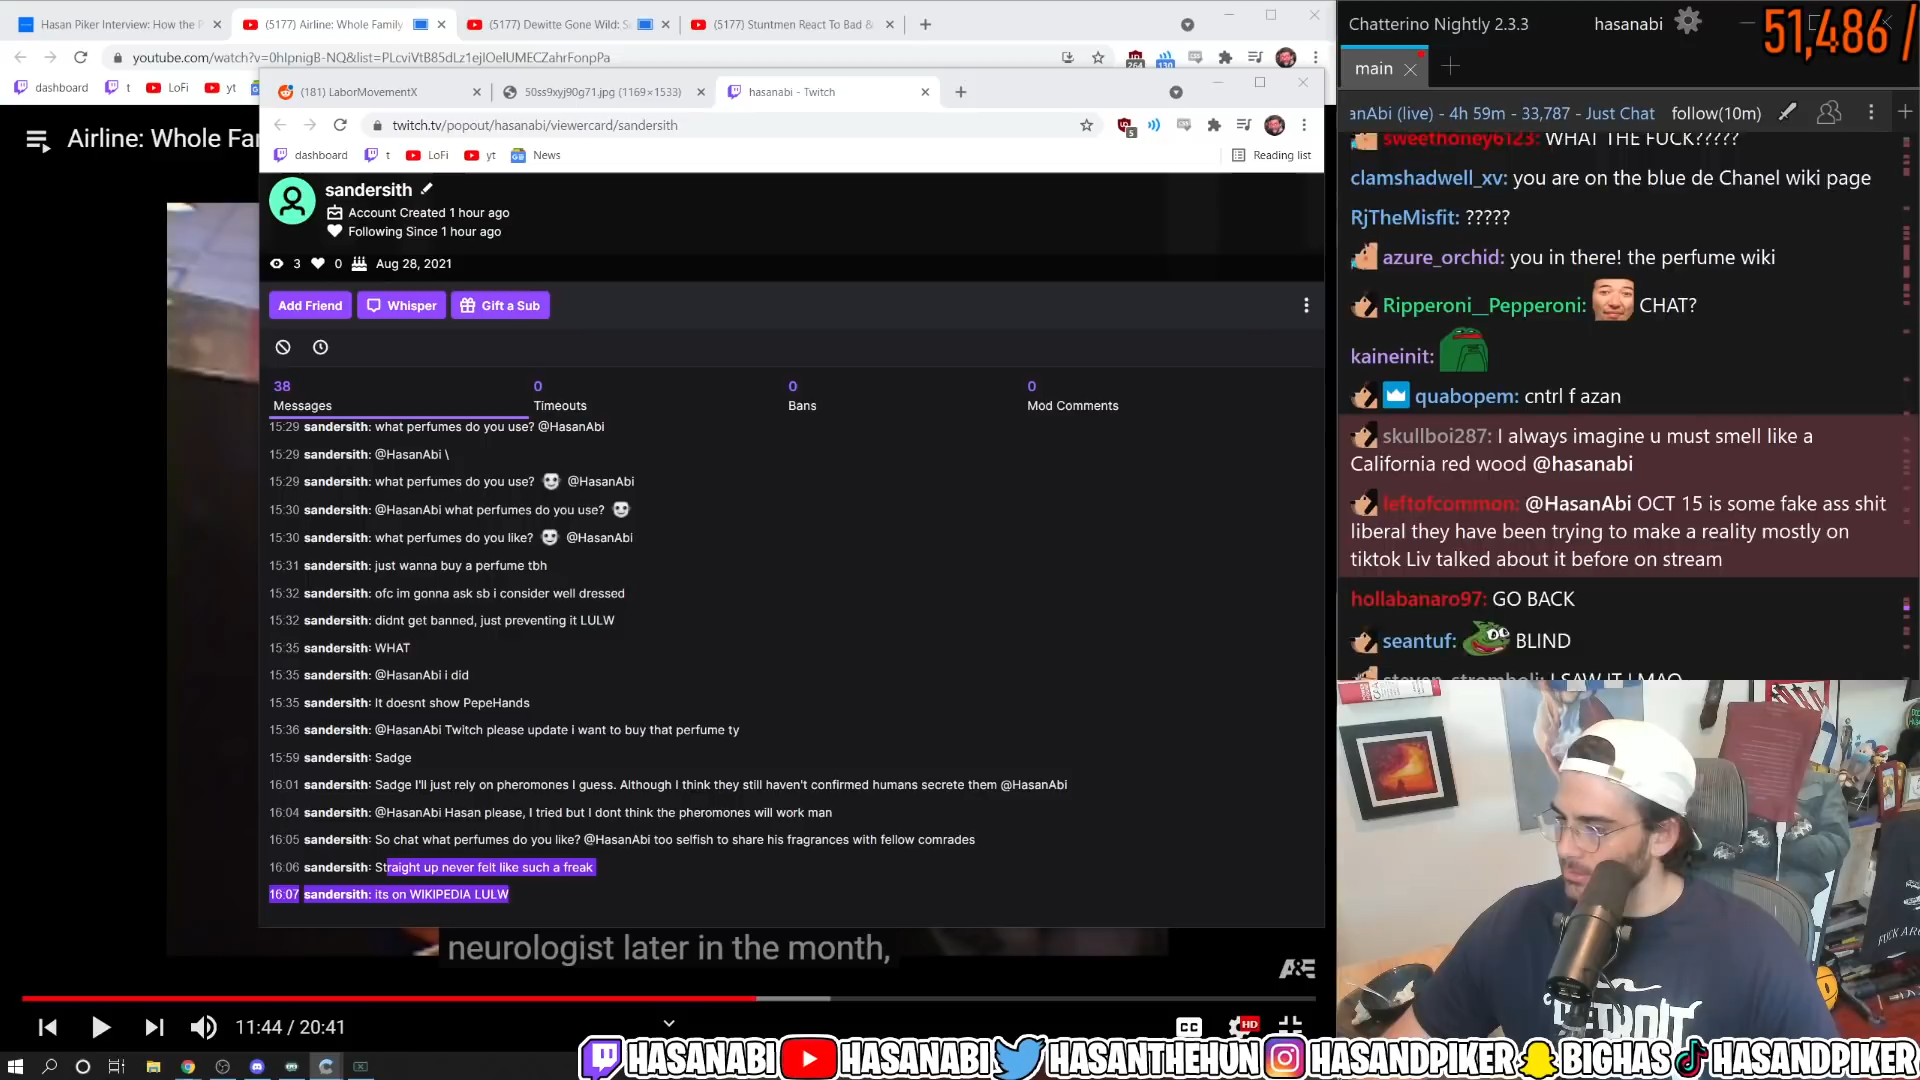 Hasan Piker Interview: How the P
(5177) Airline: Whole Family
(5177) Dewitte Gone Wild: S
(5177) Stuntmen React To Bad &
youtube.com/watch?v=0hIpnigB-NQ&list=PLcviVtB85dLz1ejIOeIUMECZahrFonpPa
264
130
dashboard
t
LoFi
yt
Airline: Whole Fa
(181) LaborMovementX
50ss9xyj90g71.jpg (1169×1533)
hasanabi - Twitch
twitch.tv/popout/hasanabi/viewercard/sandersith
5
dashboard
t
LoFi
yt
News
Reading list
sandersith
Account Created 1 hour ago
Following Since 1 hour ago
3
0
Aug 28, 2021
Add Friend
Whisper
Gift a Sub
38
Messages
0
Timeouts
0
Bans
0
Mod Comments
15:29 sandersith: what perfumes do you use? @HasanAbi
15:29 sandersith: @HasanAbi \
15:29 sandersith: what perfumes do you use? @HasanAbi
15:30 sandersith: @HasanAbi what perfumes do you use?
15:30 sandersith: what perfumes do you like? @HasanAbi
15:31 sandersith: just wanna buy a perfume tbh
15:32 sandersith: ofc im gonna ask sb i consider well dressed
15:32 sandersith: didnt get banned, just preventing it LULW
15:35 sandersith: WHAT
15:35 sandersith: @HasanAbi i did
15:35 sandersith: It doesnt show PepeHands
15:36 sandersith: @HasanAbi Twitch please update i want to buy that perfume ty
15:59 sandersith: Sadge
16:01 sandersith: Sadge I'll just rely on pheromones I guess. Although I think they still haven't confirmed humans secrete them @HasanAbi
16:04 sandersith: @HasanAbi Hasan please, I tried but I dont think the pheromones will work man
16:05 sandersith: So chat what perfumes do you like? @HasanAbi too selfish to share his fragrances with fellow comrades
16:06 sandersith: Straight up never felt like such a freak
16:07 sandersith: its on WIKIPEDIA LULW
neurologist later in the month,
A&E
11:44 / 20:41
CC
HD
Chatterino Nightly 2.3.3
hasanabi
51,486 /
main
anAbi (live) - 4h 59m - 33,787 - Just Chat
follow(10m)
sweethoney6123: WHAT THE FUCK?????
clamshadwell_xv: you are on the blue de Chanel wiki page
RjTheMisfit: ?????
azure_orchid: you in there! the perfume wiki
Ripperoni__Pepperoni: CHAT?
kaineinit:
quabopem: cntrl f azan
skullboi287: I always imagine u must smell like a
California red wood @hasanabi
leftofcommon: @HasanAbi OCT 15 is some fake ass shit
liberal they have been trying to make a reality mostly on
tiktok Liv talked about it before on stream
hollabanaro97: GO BACK
seantuf: BLIND
steven_stromboli: I SAW IT LMAO
DETROIT
HASANABI
HASANABI
HASANTHEHUN
HASANDPIKER
BIGHAS
HASANDPIKER